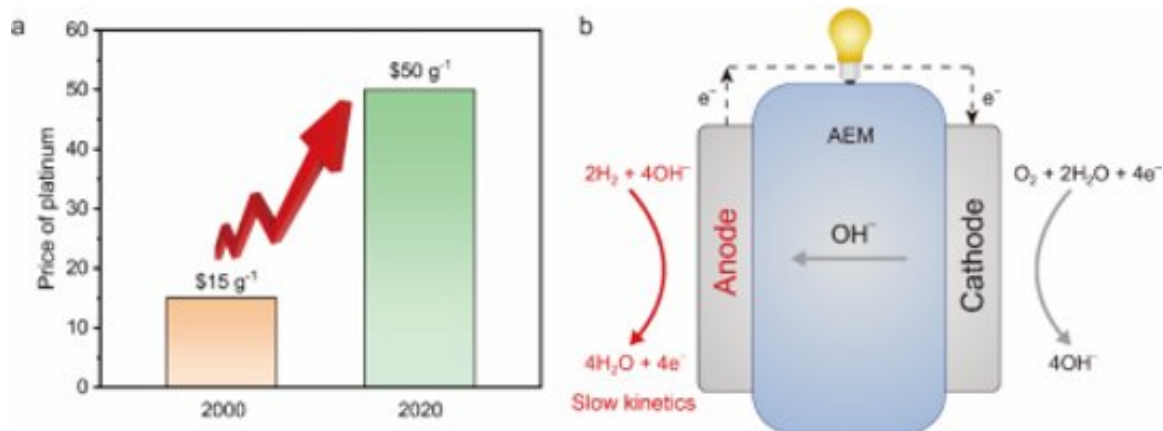 a
Price of platinum
60
50
40
30
20
10
0
$15 g⁻¹
$50 g⁻¹
2000
2020
b
e⁻
e⁻
AEM
2H₂ + 4OH⁻
O₂ + 2H₂O + 4e⁻
Anode
OH⁻
Cathode
4H₂O + 4e⁻
4OH⁻
Slow kinetics